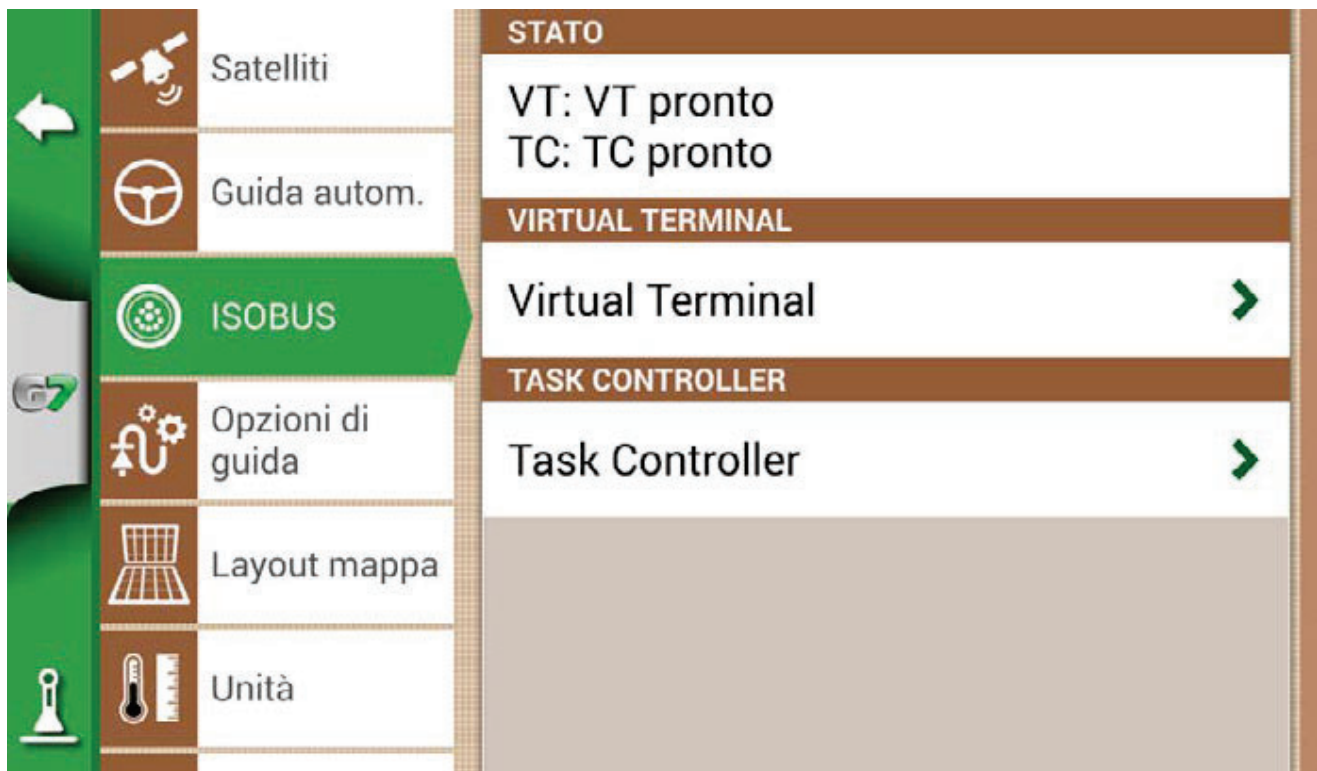 Satelliti
Guida autom.
ISOBUS
G7
Opzioni di
guida
Layout mappa
Unità
STATO
VT: VT pronto
TC: TC pronto
VIRTUAL TERMINAL
Virtual Terminal
TASK CONTROLLER
Task Controller